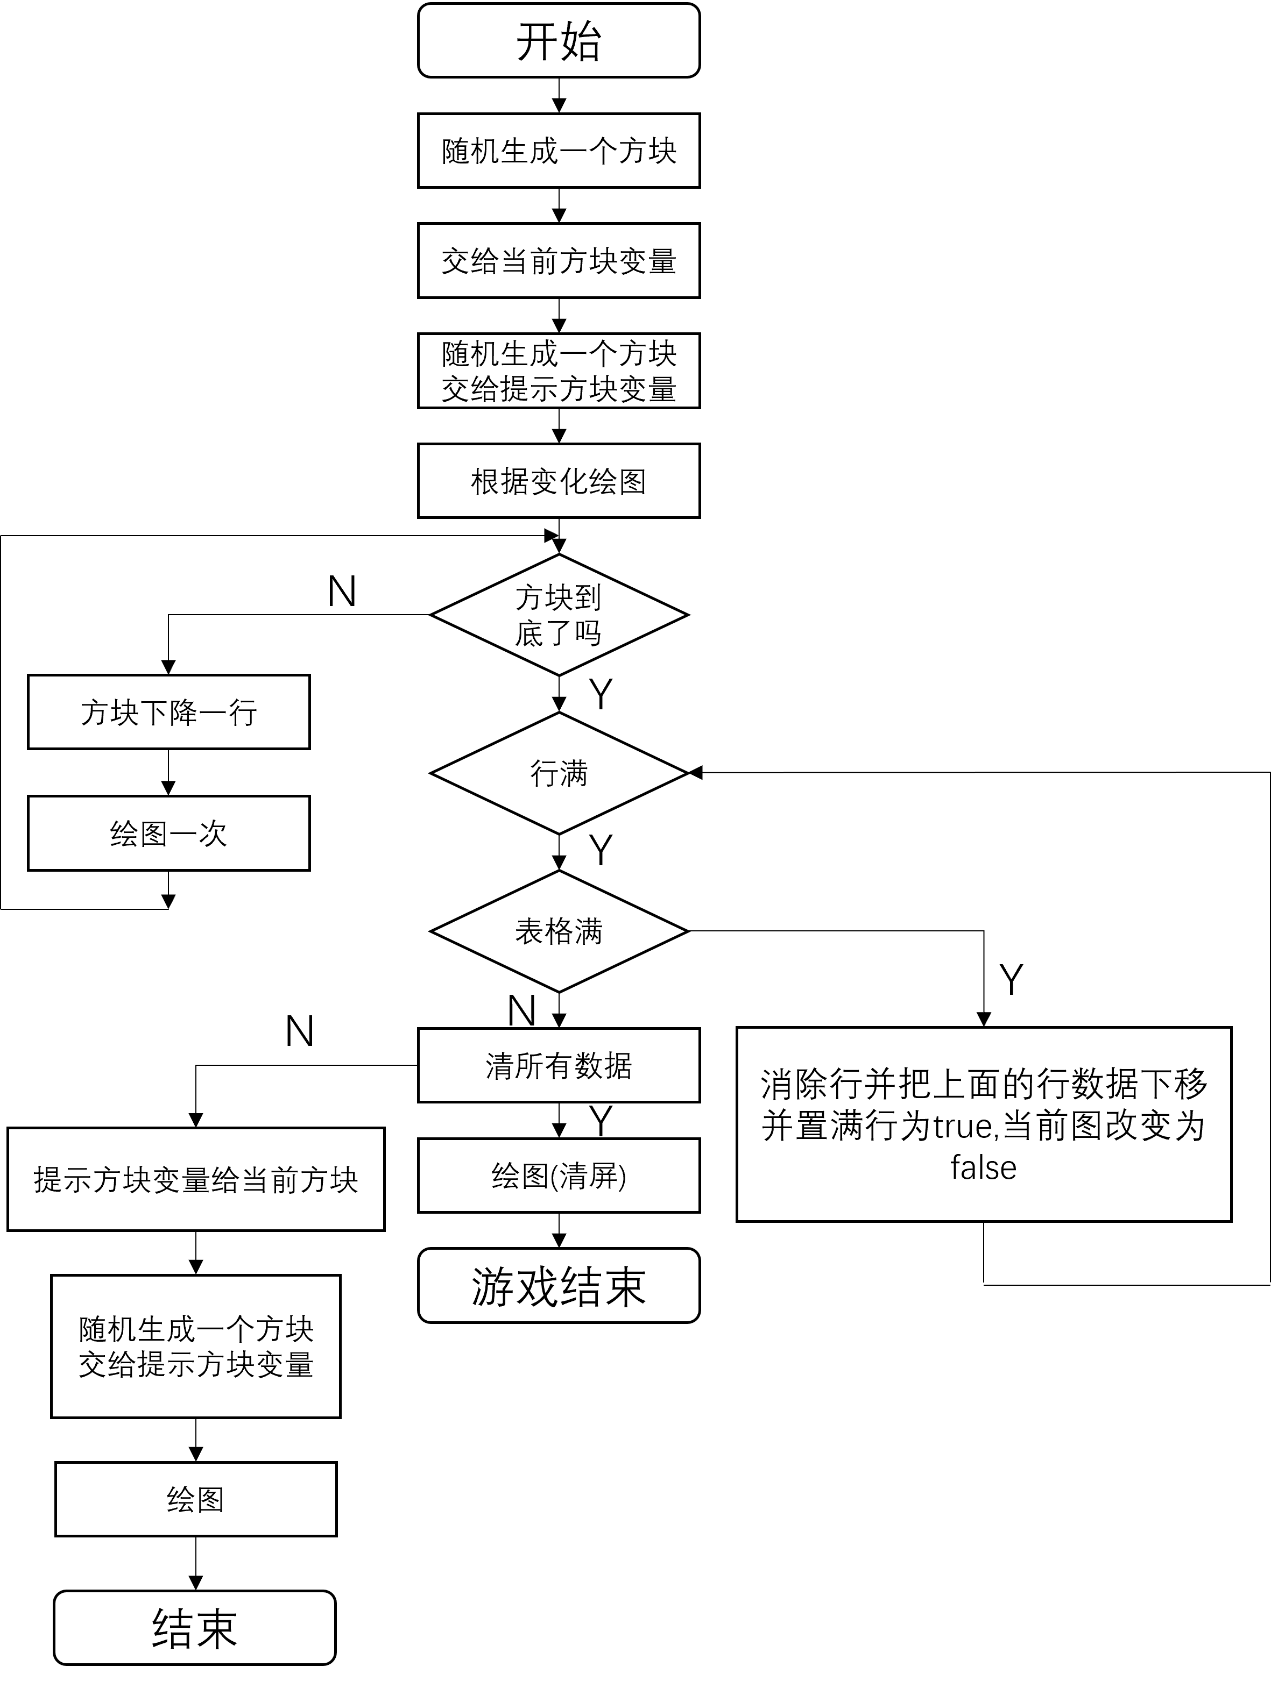 开始
随机生成一个方块
交给当前方块变量
随机生成一个方块
交给提示方块变量
根据变化绘图
N
方块到
底了吗
Y
方块下降一行
行满
绘图一次
Y
表格满
Y
N
N
清所有数据
消除行并把上面的行数据下移
并置满行为true,当前图改变为
false
Y
提示方块变量给当前方块
绘图(清屏)
游戏结束
随机生成一个方块
交给提示方块变量
绘图
结束